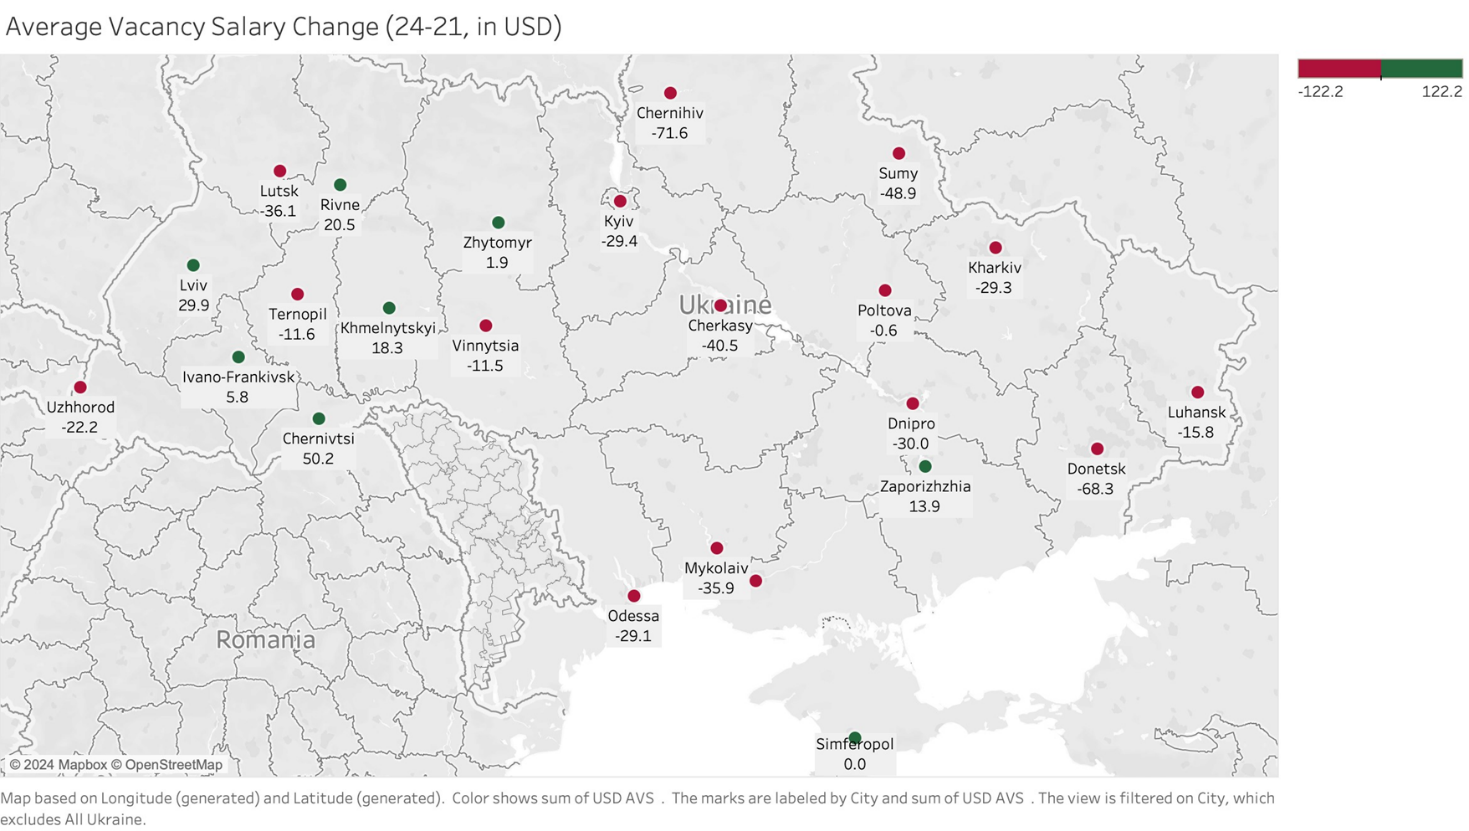 Average Vacancy Salary Change (24-21, in USD)
-122.2
122.2
Chernihiv
-71.6
Sumy
-48.9
Lutsk
-36.1
Rivne
20.5
Kyiv
-29.4
Zhytomyr
1.9
Kharkiv
-29.3
Lviv
29.9
Ternopil
-11.6
Khmelnytskyi
18.3
Vinnytsia
-11.5
Ukraine
Cherkasy
-40.5
Poltova
-0.6
Ivano-Frankivsk
5.8
Uzhhorod
-22.2
Chernivtsi
50.2
Dnipro
-30.0
Luhansk
-15.8
Donetsk
-68.3
Zaporizhzhia
13.9
Mykolaiv
-35.9
Odessa
-29.1
Romania
Simferopol
0.0
© 2024 Mapbox © OpenStreetMap
Map based on Longitude (generated) and Latitude (generated).  Color shows sum of USD AVS  .  The marks are labeled by City and sum of USD AVS  . The view is filtered on City, which
excludes All Ukraine.